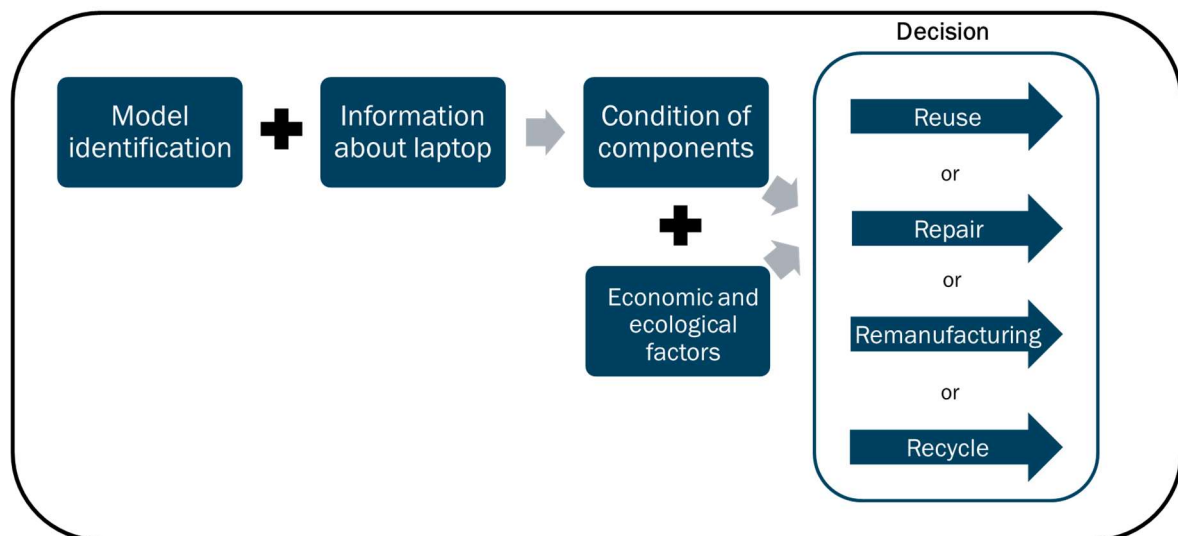 Decision
Model
identification
Information
about laptop
Condition of
components
Economic and
ecological
factors
Reuse
or
Repair
or
Remanufacturing
or
Recycle